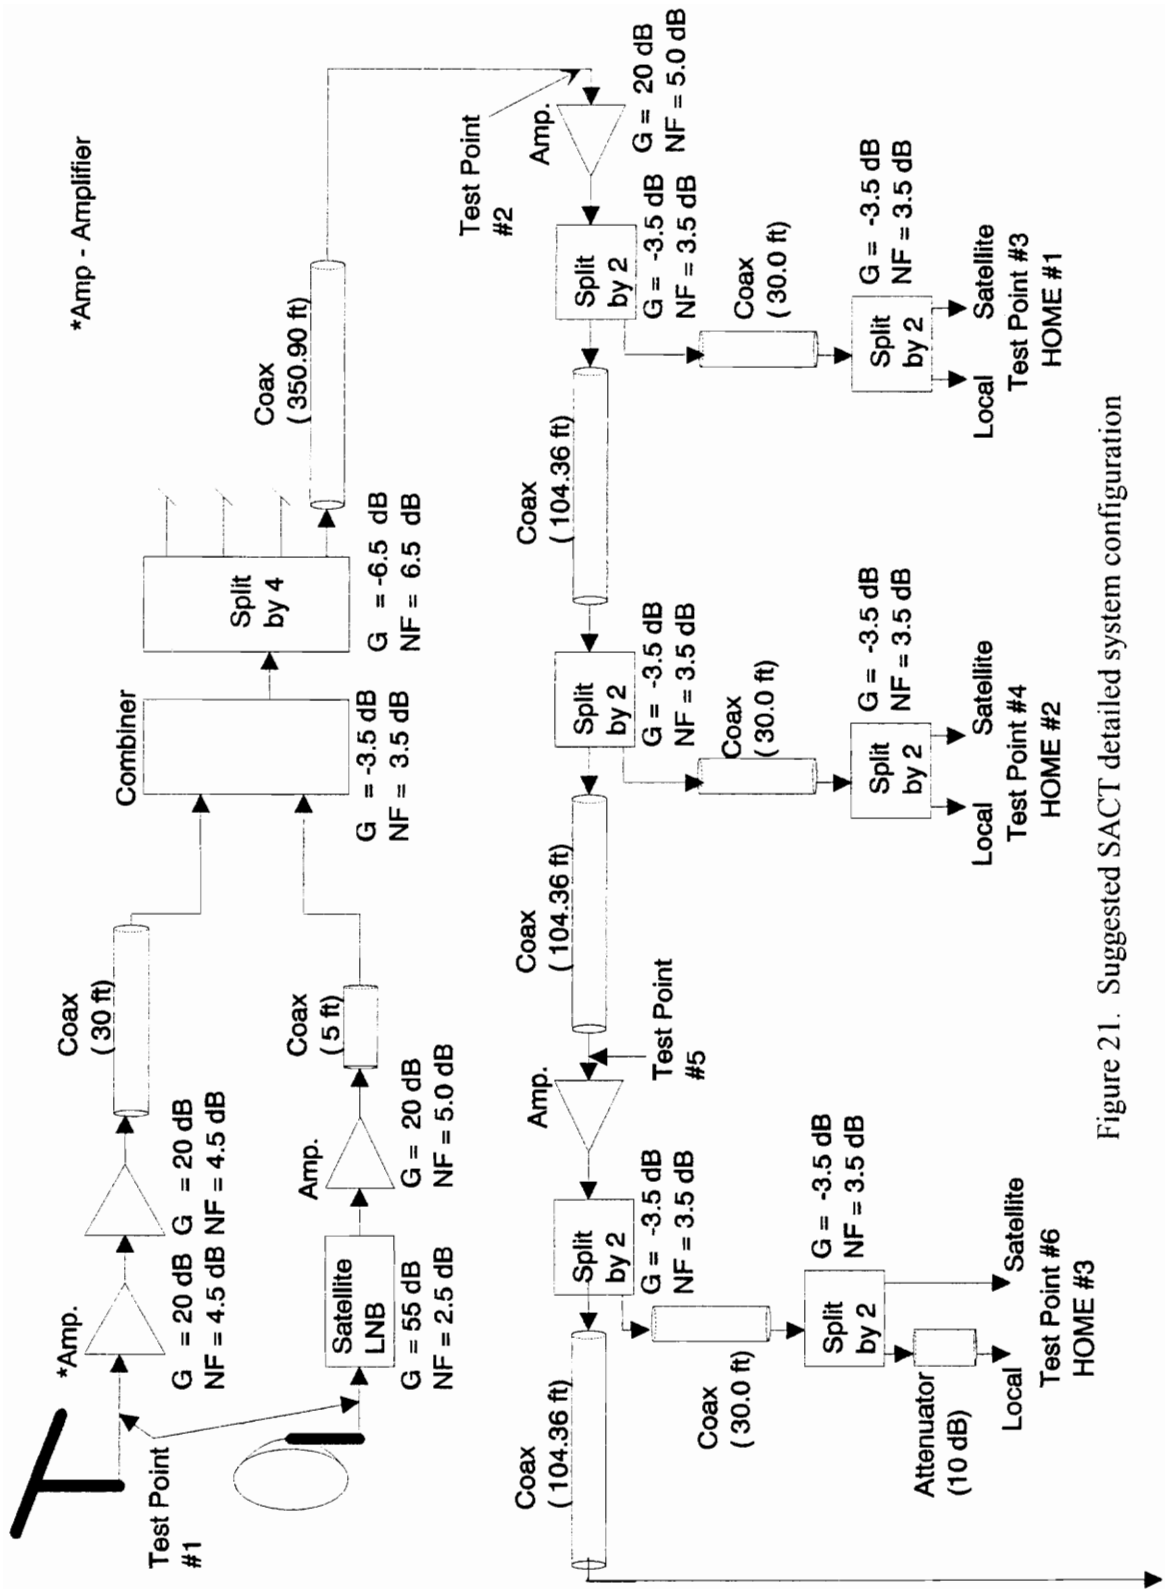 *Amp - Amplifier
*Amp.
G = 20 dB
NF = 4.5 dB
G = 20 dB
NF = 4.5 dB
Coax
(30 ft)
Combiner
G = -3.5 dB
NF = 3.5 dB
Split
by 4
G = -6.5 dB
NF = 6.5 dB
Coax
(350.90 ft)
Test Point
#1
Satellite
LNB
G = 55 dB
NF = 2.5 dB
Amp.
G = 20 dB
NF = 5.0 dB
Coax
(5 ft)
Test Point
#2
Amp.
G = 20 dB
NF = 5.0 dB
Split
by 2
G = -3.5 dB
NF = 3.5 dB
Coax
(30.0 ft)
Split
by 2
G = -3.5 dB
NF = 3.5 dB
Local
Satellite
Test Point #3
HOME #1
Coax
(104.36 ft)
Split
by 2
G = -3.5 dB
NF = 3.5 dB
Coax
(30.0 ft)
Split
by 2
G = -3.5 dB
NF = 3.5 dB
Local
Satellite
Test Point #4
HOME #2
Coax
(104.36 ft)
Test Point
#5
Amp.
Split
by 2
G = -3.5 dB
NF = 3.5 dB
Coax
(30.0 ft)
Split
by 2
G = -3.5 dB
NF = 3.5 dB
Attenuator
(10 dB)
Local
Satellite
Test Point #6
HOME #3
Coax
(104.36 ft)
Figure 21. Suggested SACT detailed system configuration